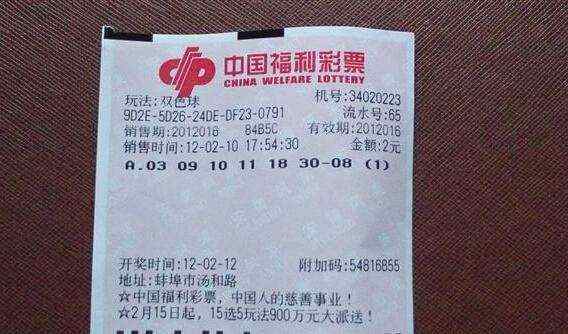 中国福利彩票
CHINA WELFARE LOTTERY
玩法:双色球 机号:34020223
9D2E-5D26-24DE-DF23-0791 流水号:65
销售期:2012016 84B5C 有效期:2012016
销售时间:12-02-10 17:54:30 金额:2元
A.03 09 10 11 18 30-08 (1)
开奖时间:12-02-12 附加码:54816855
地址:蚌埠市汤和路
☆中国福利彩票，中国人的慈善事业!
☆2月15日起，15选5玩法900万元大派送!